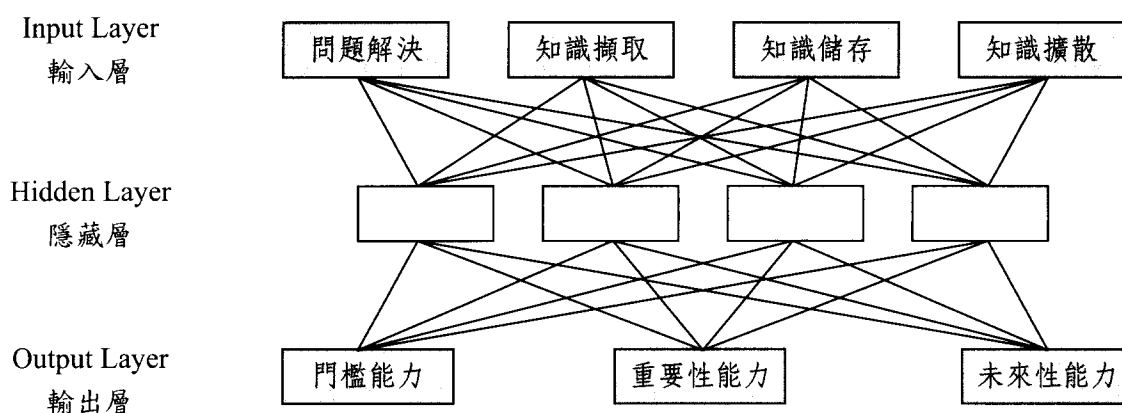 Input Layer
輸入層
問題解決
知識擷取
知識儲存
知識擴散
Hidden Layer
隱藏層
Output Layer
輸出層
門檻能力
重要性能力
未來性能力